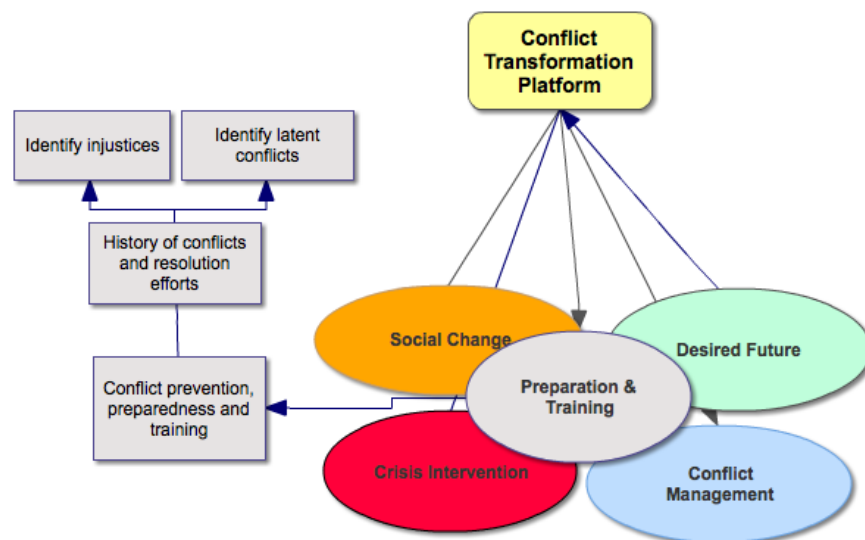 Conflict
Transformation
Platform
Identify injustices
Identify latent
conflicts
History of conflicts
and resolution
efforts
Social Change
Desired Future
Preparation &
Training
Conflict prevention,
preparedness and
training
Crisis Intervention
Conflict
Management